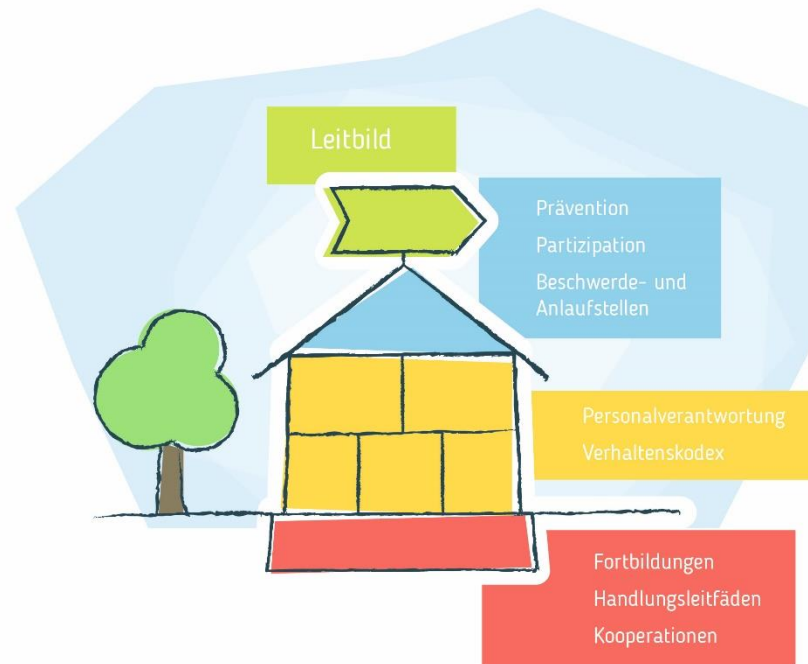 Leitbild
Prävention
Partizipation
Beschwerde- und
Anlaufstellen
Personalverantwortung
Verhaltenskodex
Fortbildungen
Handlungsleitfäden
Kooperationen